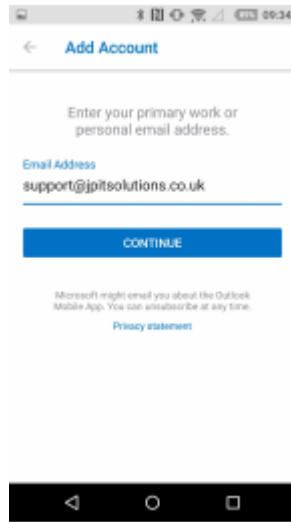 09:34
Add Account
Enter your primary work or
personal email address.
Email Address
support@jpitsolutions.co.uk
CONTINUE
Microsoft might email you about the Outlook
Mobile App. You can unsubscribe at any time.
Privacy statement